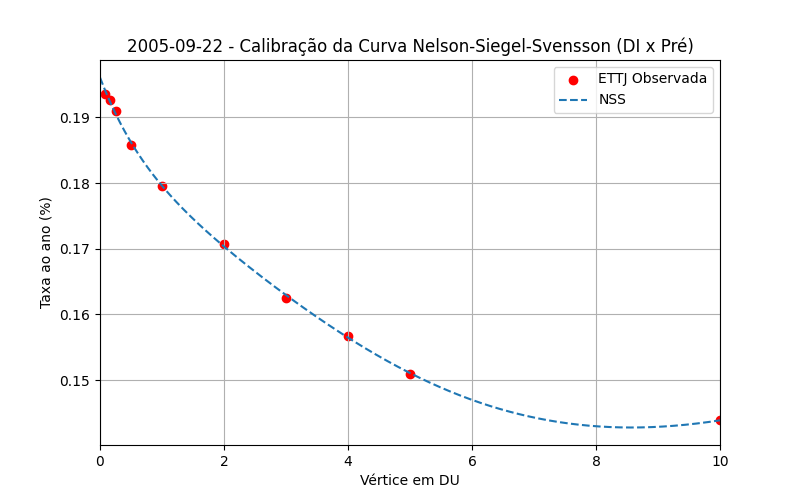 2005-09-22 - Calibração da Curva Nelson-Siegel-Svensson (DI x Pré)
ETTJ Observada
NSS
Taxa ao ano (%)
0.19
0.18
0.17
0.16
0.15
0 2 4 6 8 10
Vértice em DU